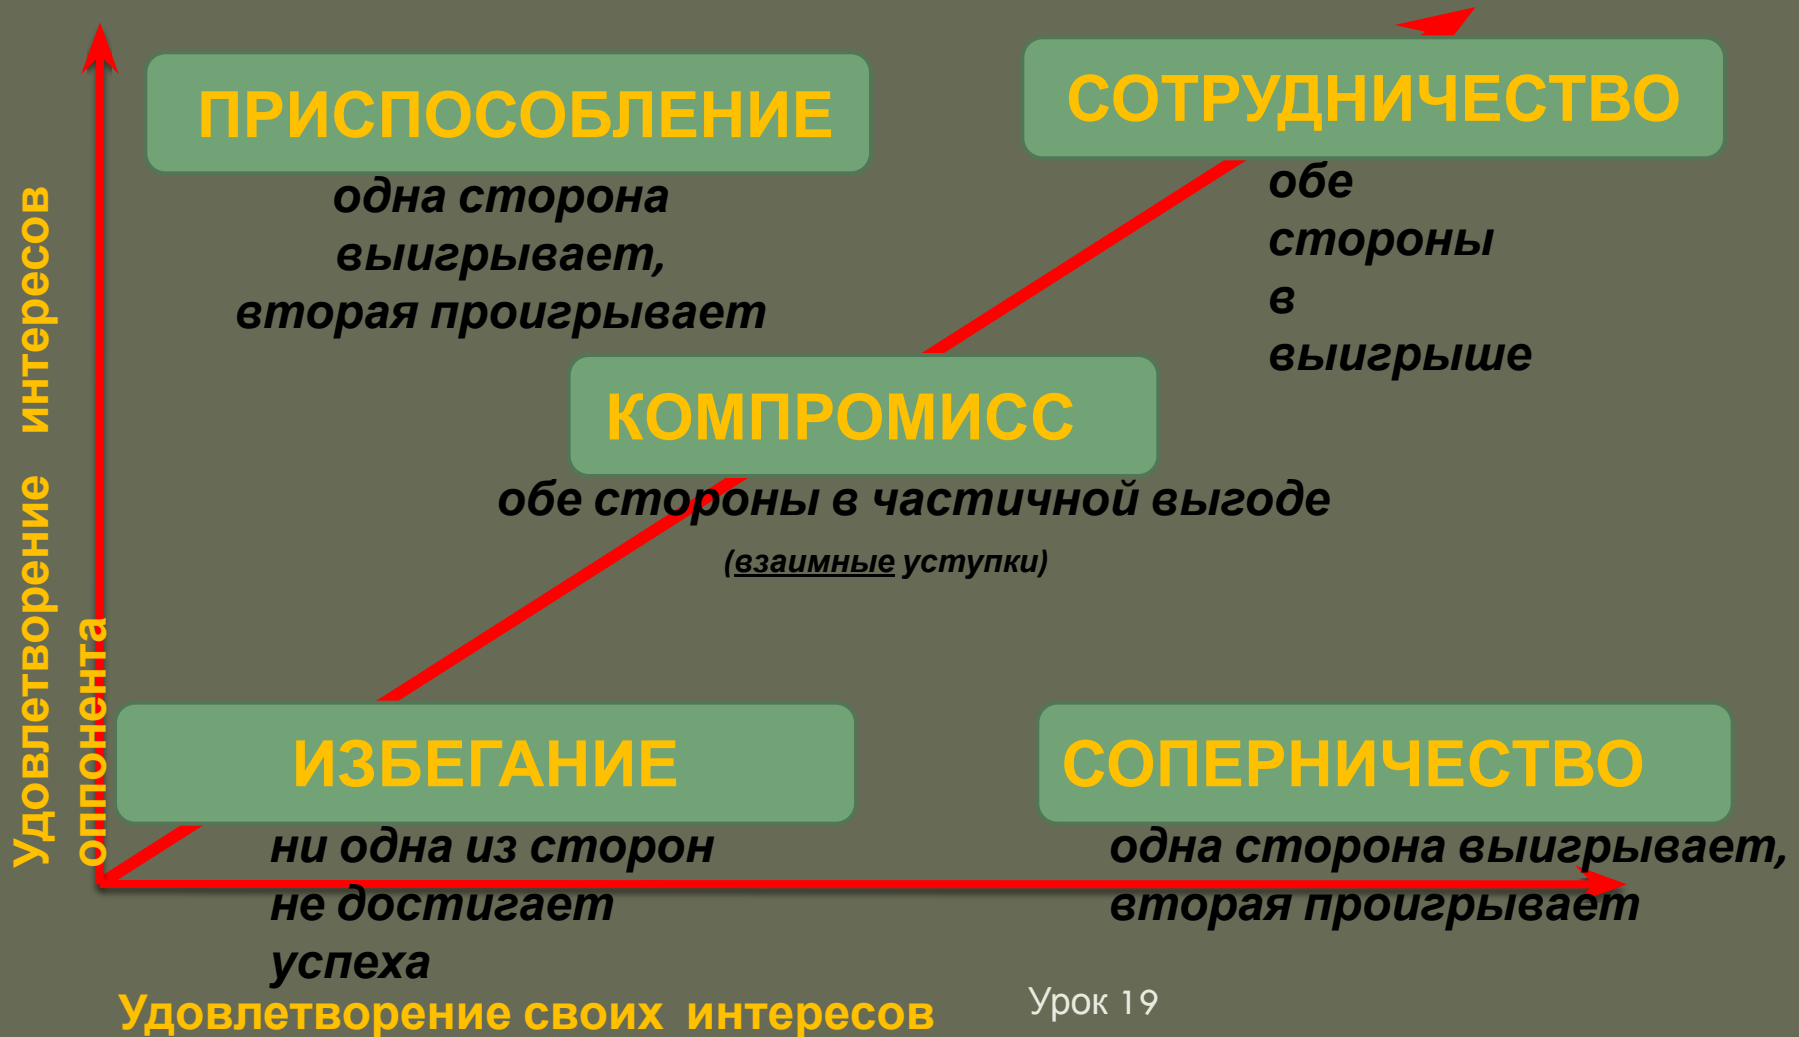 ПРИСПОСОБЛЕНИЕ
одна сторона
выигрывает,
вторая проигрывает
СОТРУДНИЧЕСТВО
обе
стороны
в
выигрыше
КОМПРОМИСС
обе стороны в частичной выгоде
(взаимные уступки)
ИЗБЕГАНИЕ
ни одна из сторон
не достигает
успеха
СОПЕРНИЧЕСТВО
одна сторона выигрывает,
вторая проигрывает
Удовлетворение интересов
оппонента
Удовлетворение своих интересов
Урок 19